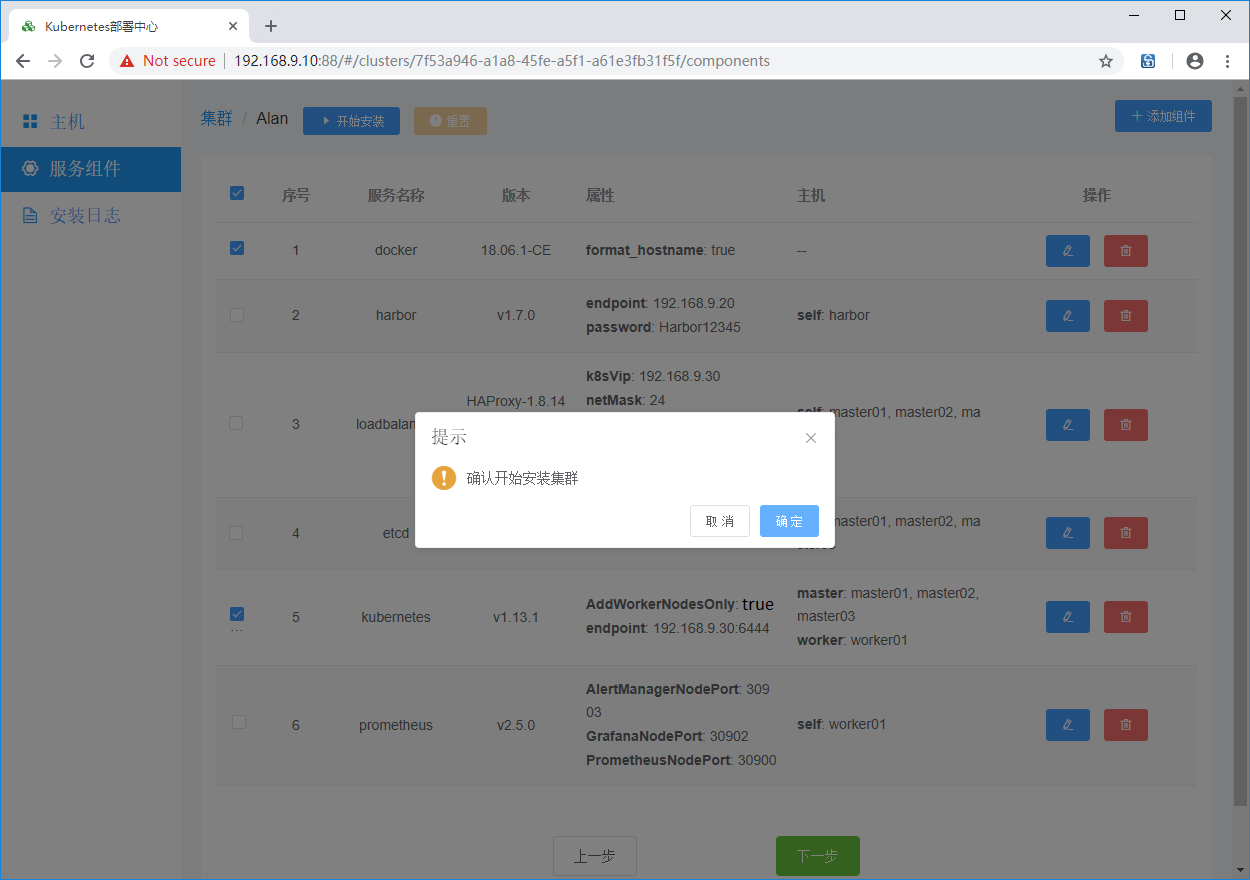 Kubernetes部署中心
Not secure 192.168.9.10:88/#/clusters/7f53a946-a1a8-45fe-a5f1-a61e3fb31f5f/components
主机
服务组件
安装日志
集群 / Alan 开始安装 重置 添加组件
序号 服务名称 版本 属性 主机 操作
1 docker 18.06.1-CE format_hostname: true --
2 harbor v1.7.0 endpoint: 192.168.9.20
password: Harbor12345
self: harbor
3 loadbalan HAProxy-1.8.14 k8sVip: 192.168.9.30
netMask: 24
self: master01, master02, ma
提示
确认开始安装集群
取消 确定
4 etcd master01, master02, ma
5 kubernetes v1.13.1 AddWorkerNodesOnly: true
endpoint: 192.168.9.30:6444
master: master01, master02,
master03
worker: worker01
...
6 prometheus v2.5.0 AlertManagerNodePort: 309
03
GrafanaNodePort: 30902
PrometheusNodePort: 30900
self: worker01
上一步 下一步